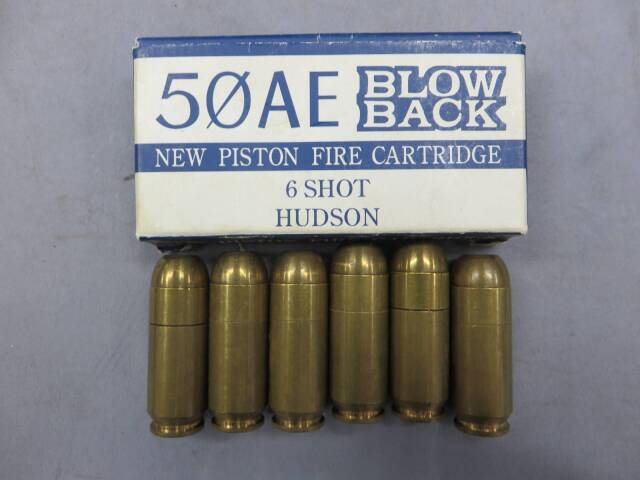 50AE BLOW BACK
NEW PISTON FIRE CARTRIDGE
6 SHOT
HUDSON